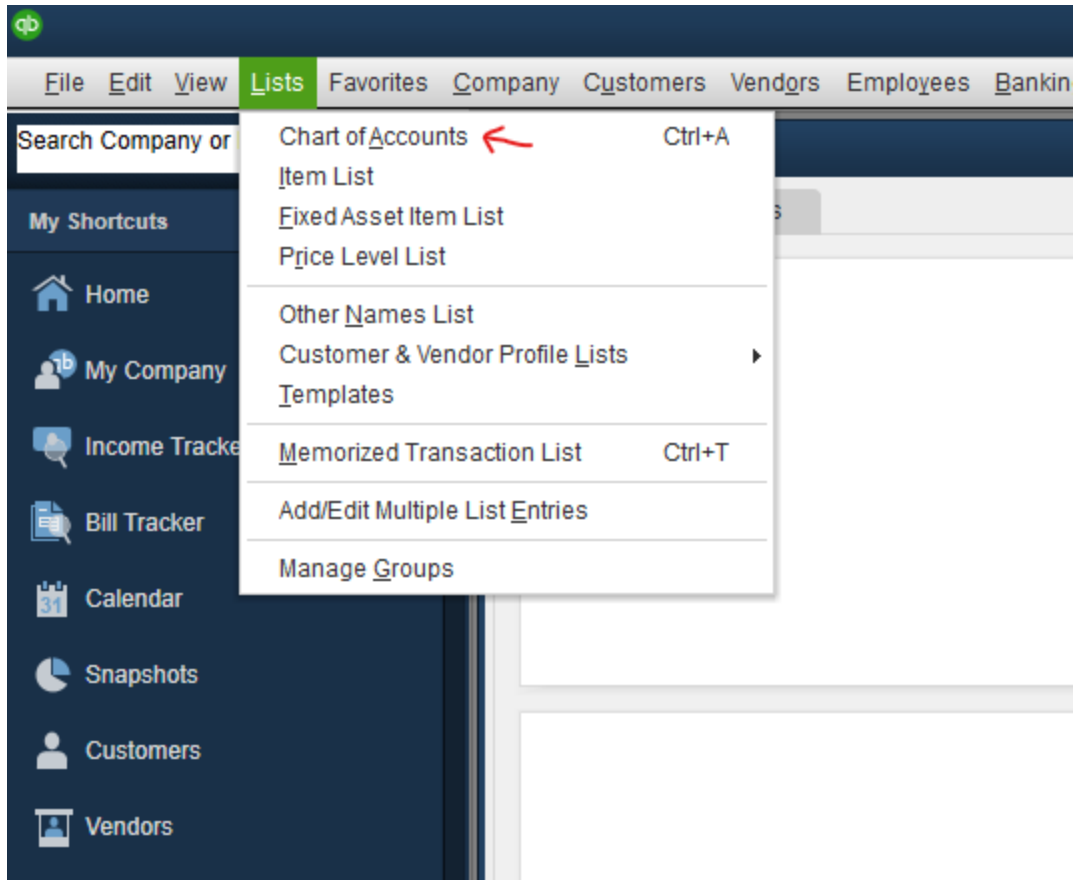 qb
File Edit View Lists Favorites Company Customers Vendors Employees Bankin
Search Company or
Chart of Accounts Ctrl+A
Item List
Fixed Asset Item List
Price Level List
Other Names List
Customer & Vendor Profile Lists
Templates
Memorized Transaction List Ctrl+T
Add/Edit Multiple List Entries
Manage Groups
My Shortcuts
Home
My Company
Income Tracke
Bill Tracker
31
Calendar
Snapshots
Customers
Vendors